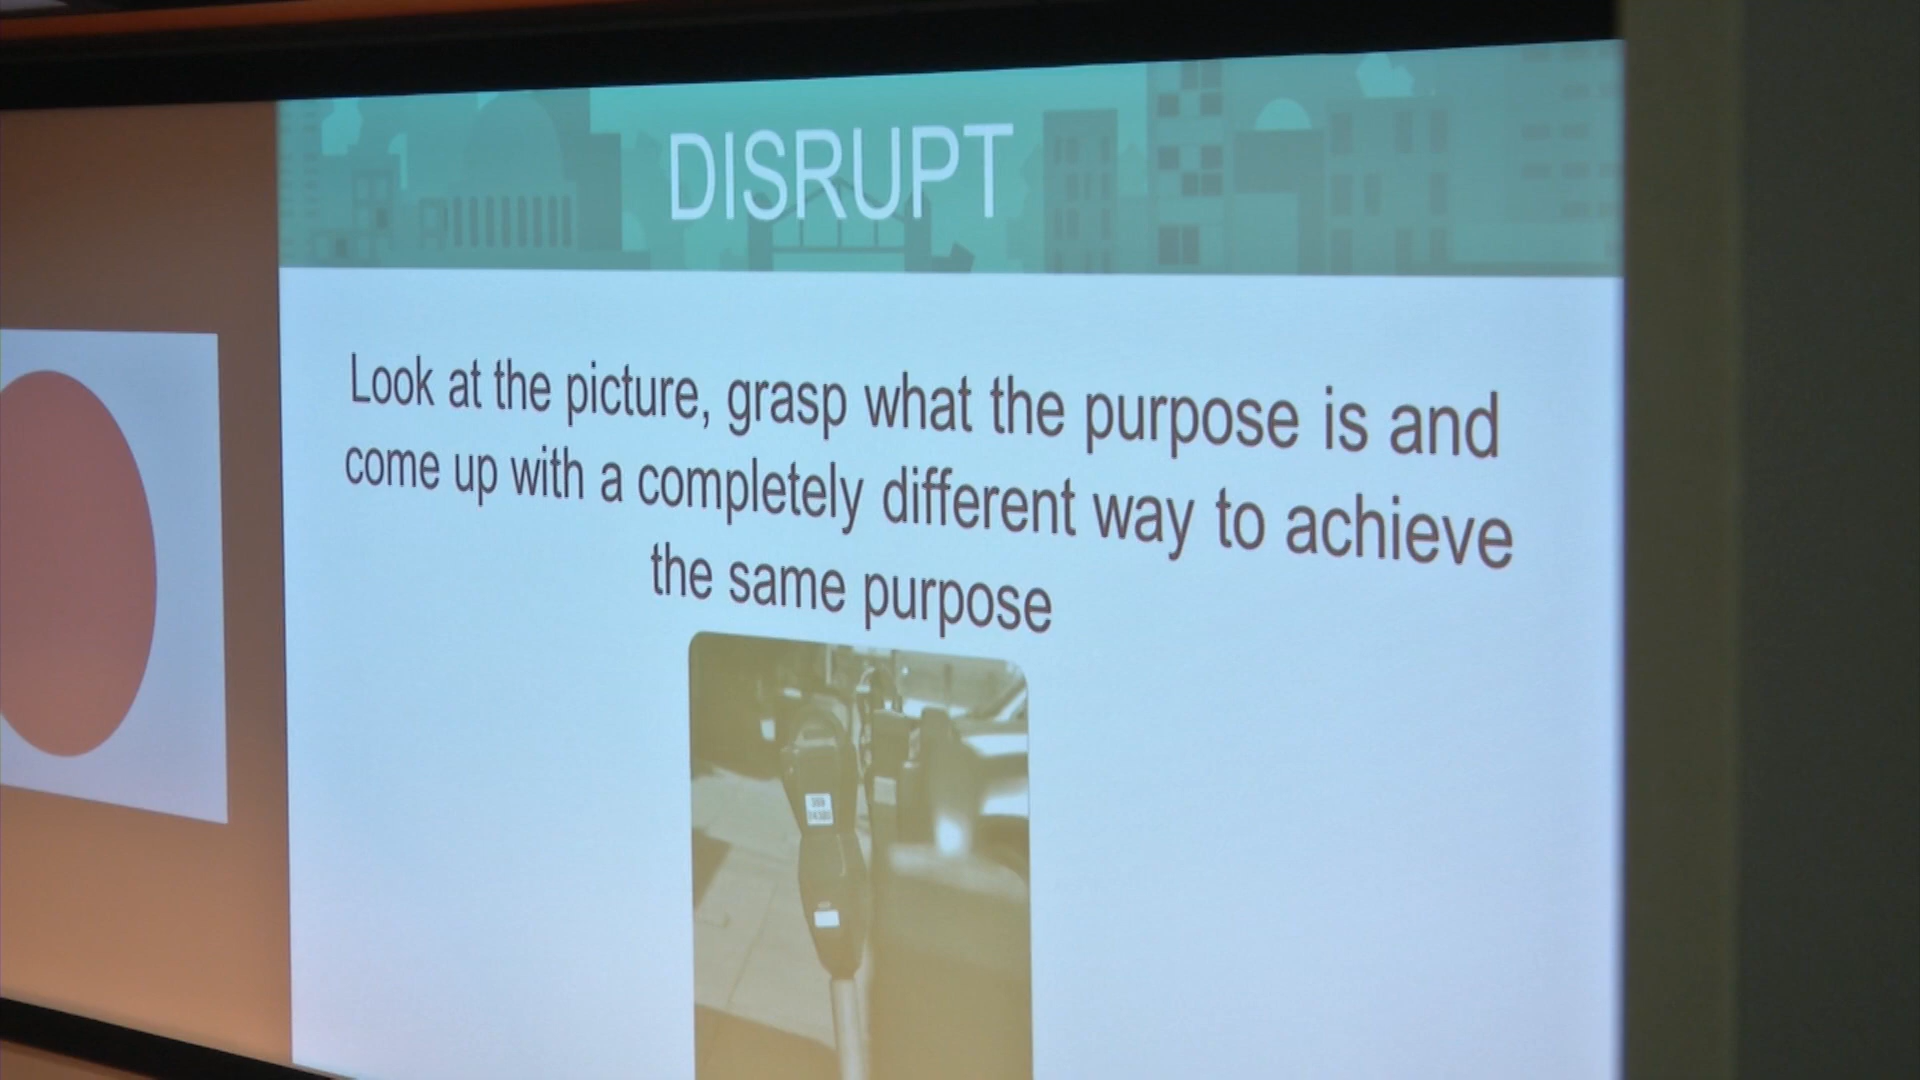 DISRUPT
Look at the picture, grasp what the purpose is and
come up with a completely different way to achieve
the same purpose